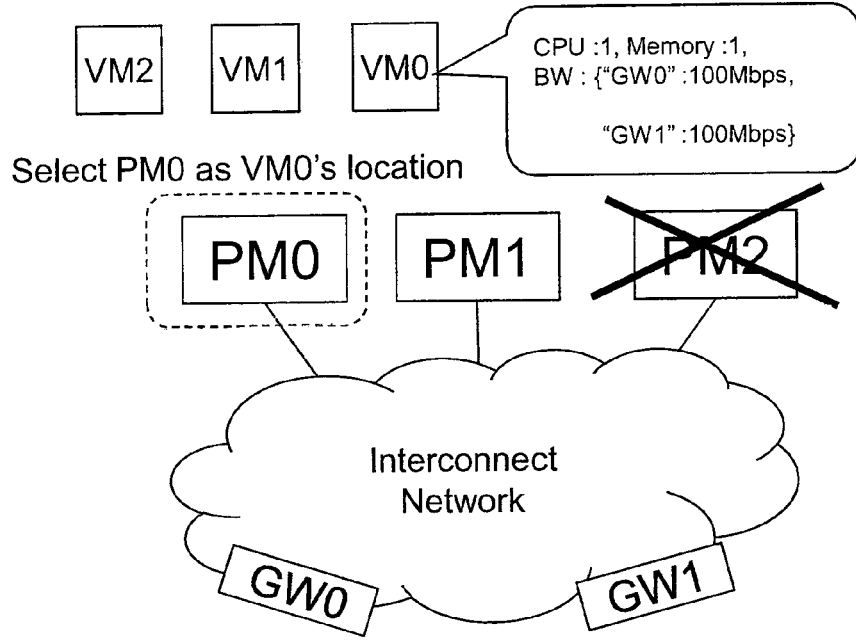 VM2 VM1 VM0
CPU :1, Memory :1,
BW : {“GW0” :100Mbps,
“GW1” :100Mbps}
Select PM0 as VM0's location
PM0 PM1 PM2
Interconnect
Network
GW0 GW1